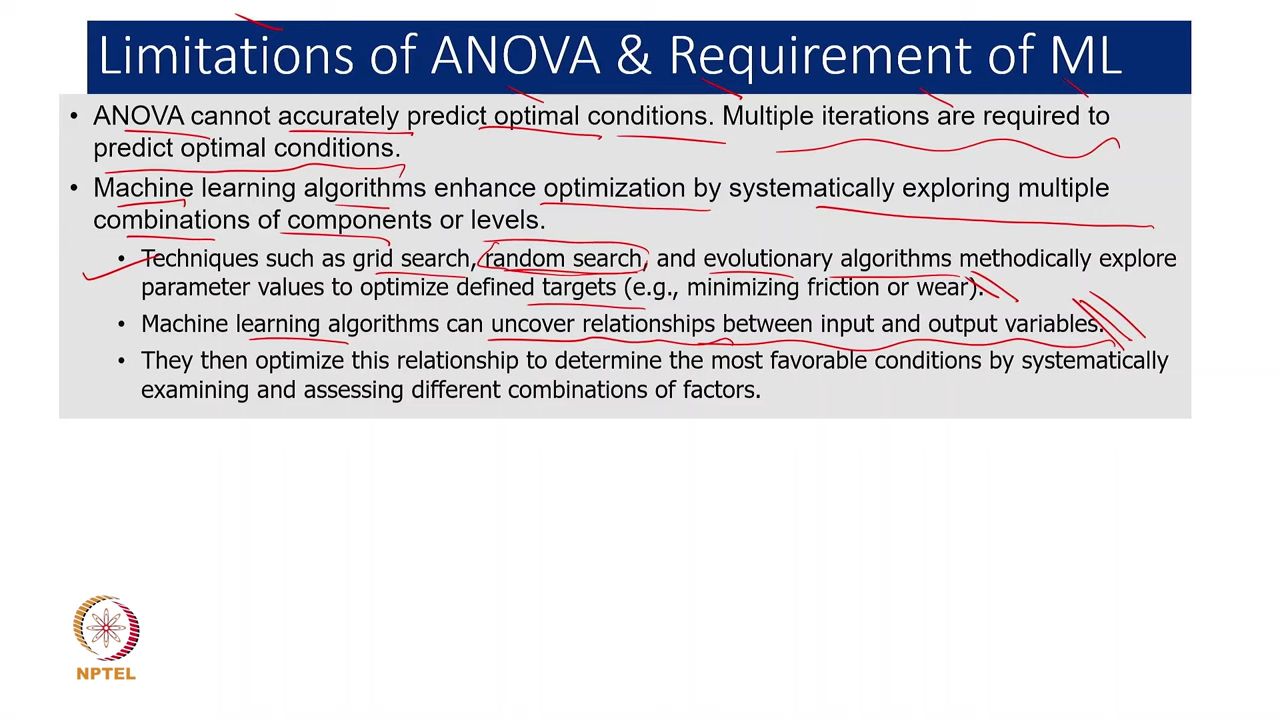 Limitations of ANOVA & Requirement of ML
• ANOVA cannot accurately predict optimal conditions. Multiple iterations are required to
predict optimal conditions.
• Machine learning algorithms enhance optimization by systematically exploring multiple
combinations of components or levels.
• Techniques such as grid search, random search, and evolutionary algorithms methodically explore
parameter values to optimize defined targets (e.g., minimizing friction or wear).
• Machine learning algorithms can uncover relationships between input and output variables.
• They then optimize this relationship to determine the most favorable conditions by systematically
examining and assessing different combinations of factors.
NPTEL